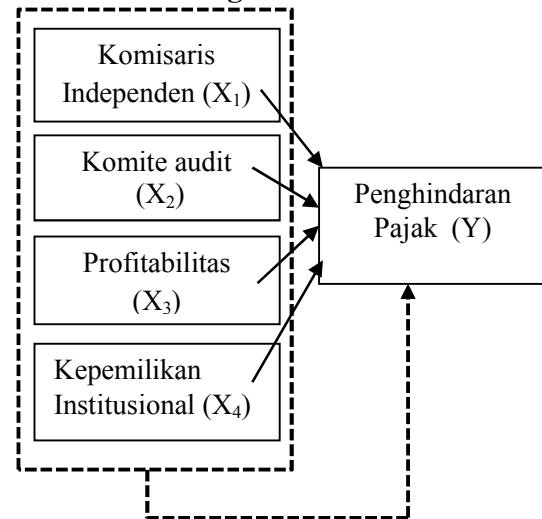 Komisaris
Independen (X₁)
Komite audit
(X₂)
Profitabilitas
(X₃)
Kepemilikan
Institusional (X₄)
Penghindaran
Pajak (Y)